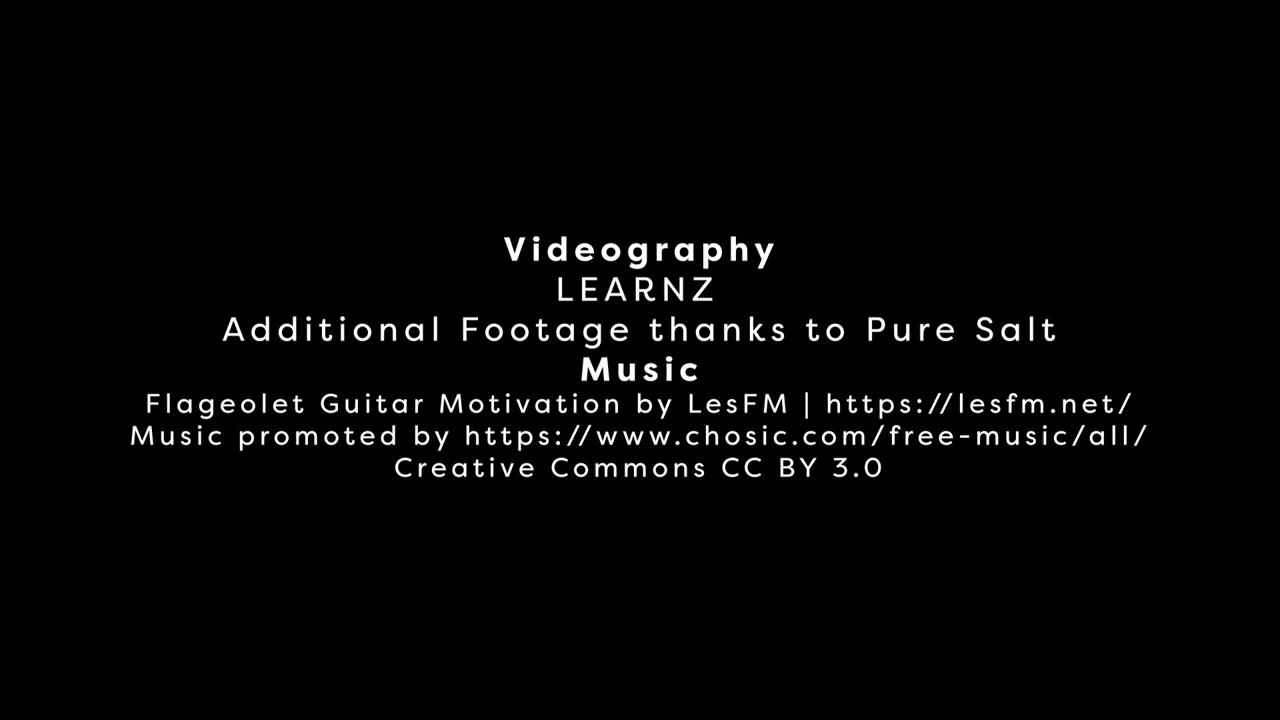 Videography
LEARNZ
Additional Footage thanks to Pure Salt
Music
Flageolet Guitar Motivation by LesFM | https://lesfm.net/
Music promoted by https://www.chosic.com/free-music/all/
Creative Commons CC BY 3.0